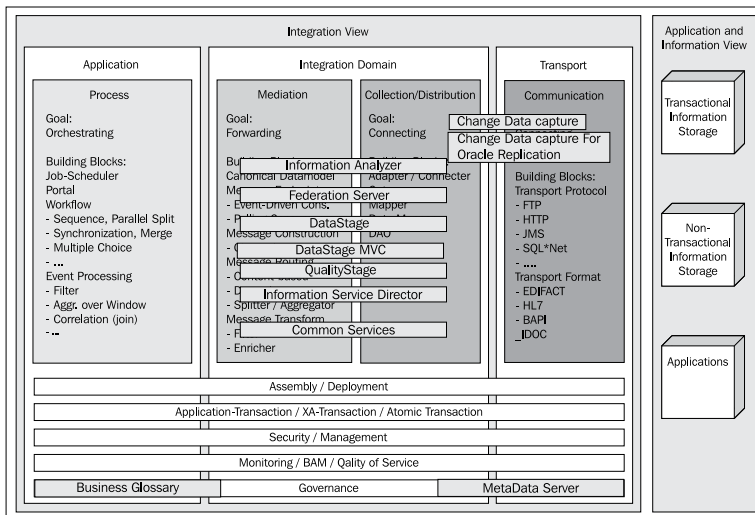 Integration View
Application
Process
Goal:
Orchestrating
Building Blocks:
Job-Scheduler
Portal
Workflow
- Sequence, Parallel Split
- Synchronization, Merge
- Multiple Choice
- ....
Event Processing
- Filter
- Aggr. over Window
- Correlation (join)
- ...
Integration Domain
Mediation
Goal:
Forwarding
Canonical Datamodel
- Event-Driven Cons.
Message Construction
Message Routing
- Splitter / Aggregator
Message Transform
- Enricher
Collection/Distribution
Goal:
Connecting
Adapter / Connecter
Mapper
DAO
Information Analyzer
Federation Server
DataStage
DataStage MVC
QualityStage
Information Service Director
Common Services
Transport
Communication
Change Data capture
Change Data capture For
Oracle Replication
Building Blocks:
Transport Protocol
- FTP
- HTTP
- JMS
- SQL*Net
- ....
Transport Format
- EDIFACT
- HL7
- BAPI
_IDOC
Assembly / Deployment
Application-Transaction / XA-Transaction / Atomic Transaction
Security / Management
Monitoring / BAM / Qality of Service
Business Glossary
Governance
MetaData Server
Application and
Information View
Transactional
Information
Storage
Non-
Transactional
Information
Storage
Applications